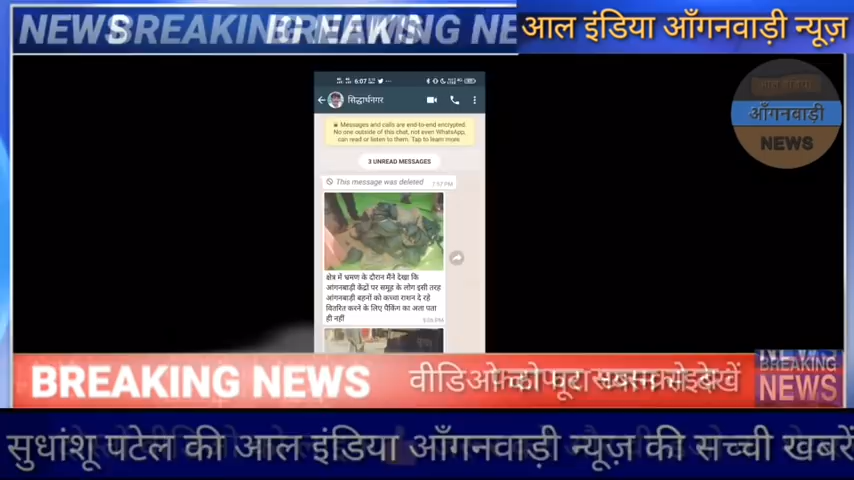 आल इंडिया आँगनवाड़ी न्यूज़
आल इंडिया
आँगनवाड़ी
NEWS
6:07
सिद्धार्थनगर
Messages and calls are end-to-end encrypted.
No one outside of this chat, not even WhatsApp,
can read or listen to them. Tap to learn more.
3 UNREAD MESSAGES
This message was deleted 7:57 PM
क्षेत्र में भ्रमण के दौरान मैंने देखा कि
आंगनबाड़ी केंद्रों पर समूह के लोग इसी तरह
आंगनबाड़ी बहनों को कच्चा राशन दे रहे
वितरित करने के लिए पैकिंग का अता पता
ही नहीं
BREAKING NEWS
वीडिओ को पूरा
देखें
BREAKING
NEWS
सुधांशू पटेल की आल इंडिया आँगनवाड़ी न्यूज़ की सच्ची खबरें